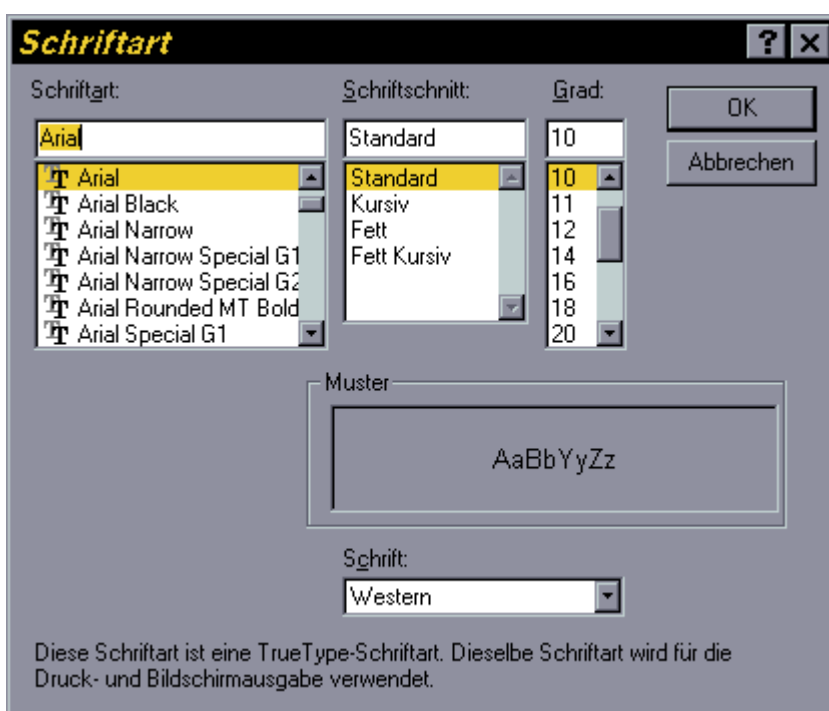 Schriftart
Schriftart:
Arial
Arial
Arial Black
Arial Narrow
Arial Narrow Special G1
Arial Narrow Special G2
Arial Rounded MT Bold
Arial Special G1
Schriftschnitt:
Standard
Standard
Kursiv
Fett
Fett Kursiv
Grad:
10
10
11
12
14
16
18
20
OK
Abbrechen
Muster
AaBbYyZz
Schrift:
Western
Diese Schriftart ist eine TrueType-Schriftart. Dieselbe Schriftart wird für die
Druck- und Bildschirmausgabe verwendet.